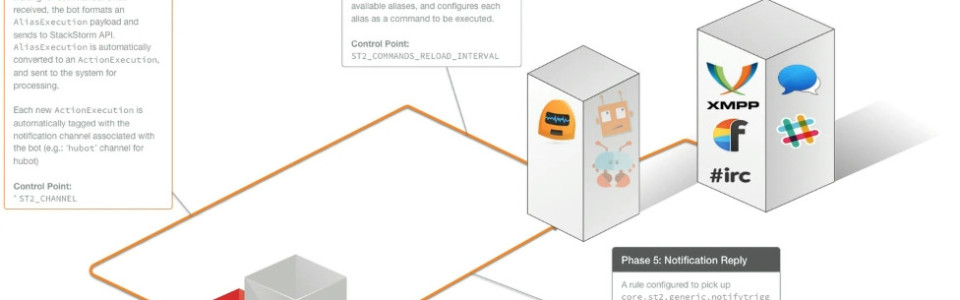 received, the bot formats an
AliasExecution payload and
sends to StackStorm API.
AliasExecution is automatically
converted to an ActionExecution,
and sent to the system for
processing.
Each new ActionExecution is
automatically tagged with the
notification channel associated with
the bot (e.g.: 'hubot' channel for
hubot)
Control Point:
* ST2_CHANNEL
available aliases, and configures each
alias as a command to be executed.
Control Point:
ST2_COMMANDS_RELOAD_INTERVAL
XMPP
f
#irc
Phase 5: Notification Reply
A rule configured to pick up
core.st2.generic.notifytrigg